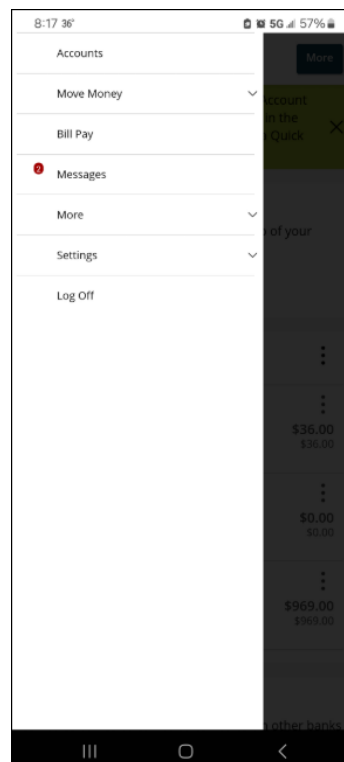 8:17 36°
5G 57%
More
Accounts
Move Money
Account
in the
Quick
Bill Pay
2
Messages
More
of your
Settings
Log Off
$36.00
$36.00
$0.00
$0.00
$969.00
$969.00
other banks